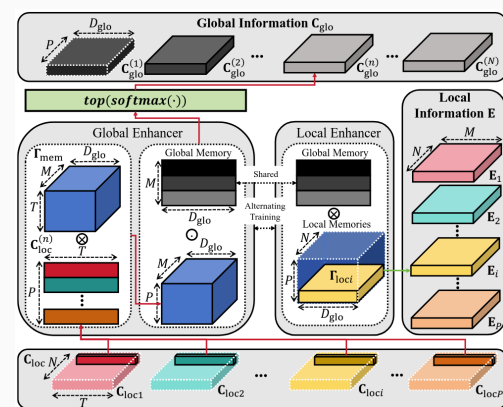 Global Information C_glo
D_glo
P
C_glo^(1)
C_glo^(2)
...
C_glo^(n)
...
C_glo^(N)
top(softmax(·))
Global Enhancer
Γ_mem
D_glo
M
T
C_loc^(n)
⊗
T
P
Global Memory
M
D_glo
⊙
D_glo
M
P
Shared
Alternating
Training
Local Enhancer
Global Memory
⊗
Local Memories
N
Γ_loci
P
D_glo
Local
Information E
M
N
E_1
E_2
E_i
E_P
C_loc
N
T
C_loc1
C_loc2
...
C_loci
...
C_locP